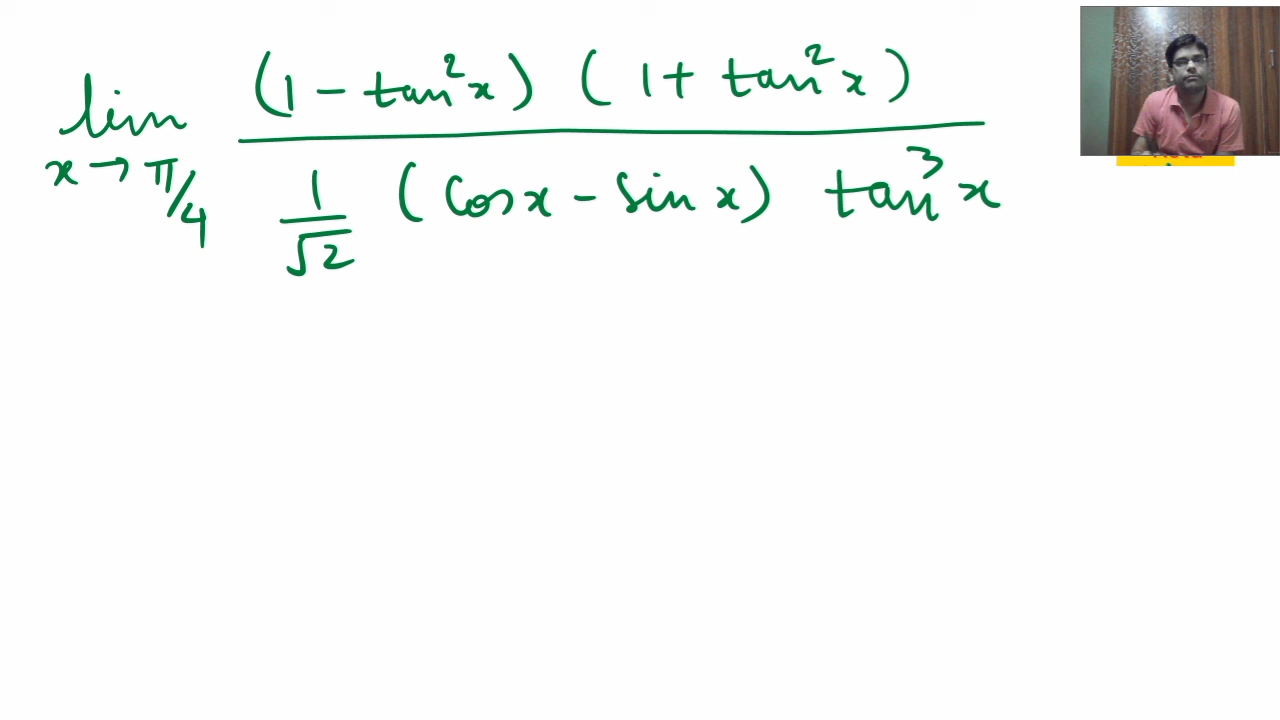 lim x→π/4 (1 - tan²x) (1 + tan²x) / 1/√2 (cos x - sin x) tan³x